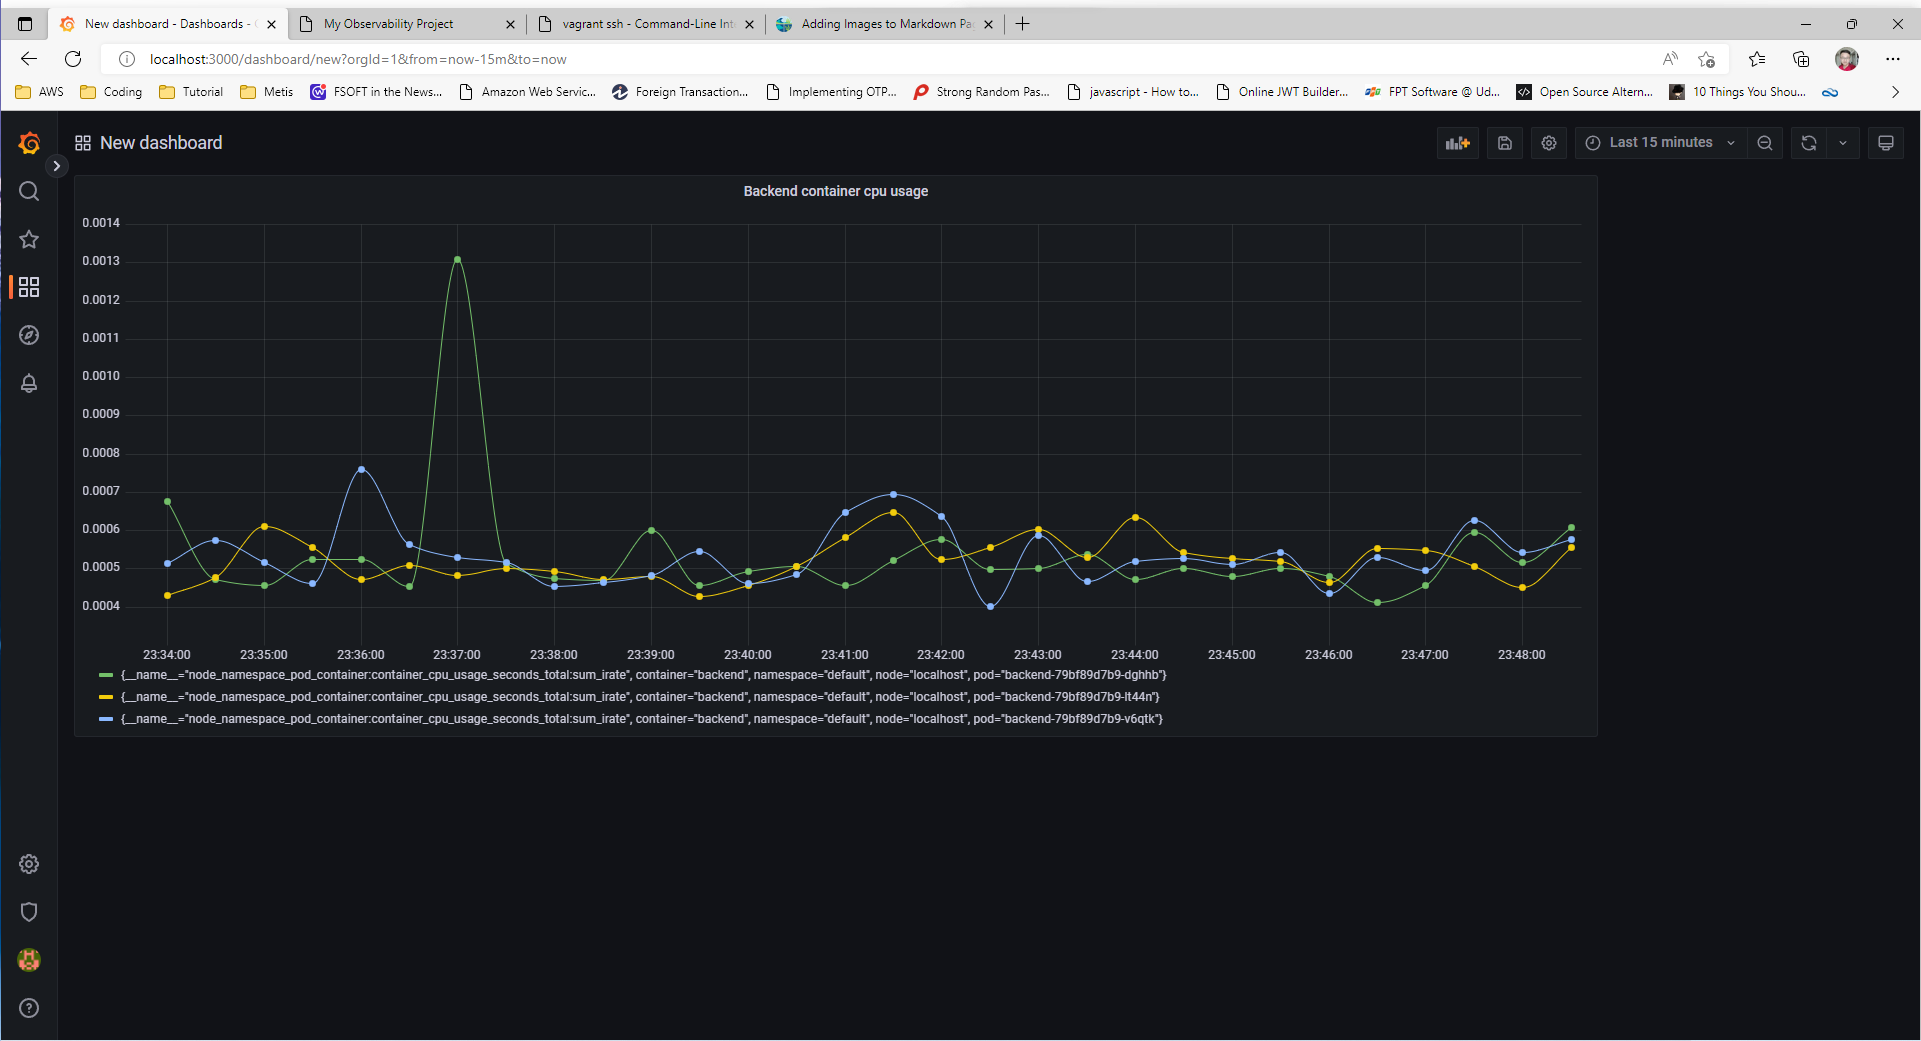 New dashboard - Dashboards -
My Observability Project
vagrant ssh - Command-Line Int
Adding Images to Markdown Pa
localhost:3000/dashboard/new?orgId=1&from=now-15m&to=now
AWS
Coding
Tutorial
Metis
FSOFT in the News...
Amazon Web Servic...
Foreign Transaction...
Implementing OTP...
Strong Random Pas...
javascript - How to...
Online JWT Builder...
FPT Software @ Ud...
Open Source Altern...
10 Things You Shou...
New dashboard
Last 15 minutes
Backend container cpu usage
0.0014
0.0013
0.0012
0.0011
0.0010
0.0009
0.0008
0.0007
0.0006
0.0005
0.0004
23:34:00 23:35:00 23:36:00 23:37:00 23:38:00 23:39:00 23:40:00 23:41:00 23:42:00 23:43:00 23:44:00 23:45:00 23:46:00 23:47:00 23:48:00
{__name__="node_namespace_pod_container:container_cpu_usage_seconds_total:sum_irate", container="backend", namespace="default", node="localhost", pod="backend-79bf89d7b9-dghhb"}
{__name__="node_namespace_pod_container:container_cpu_usage_seconds_total:sum_irate", container="backend", namespace="default", node="localhost", pod="backend-79bf89d7b9-lt44n"}
{__name__="node_namespace_pod_container:container_cpu_usage_seconds_total:sum_irate", container="backend", namespace="default", node="localhost", pod="backend-79bf89d7b9-v6qtk"}